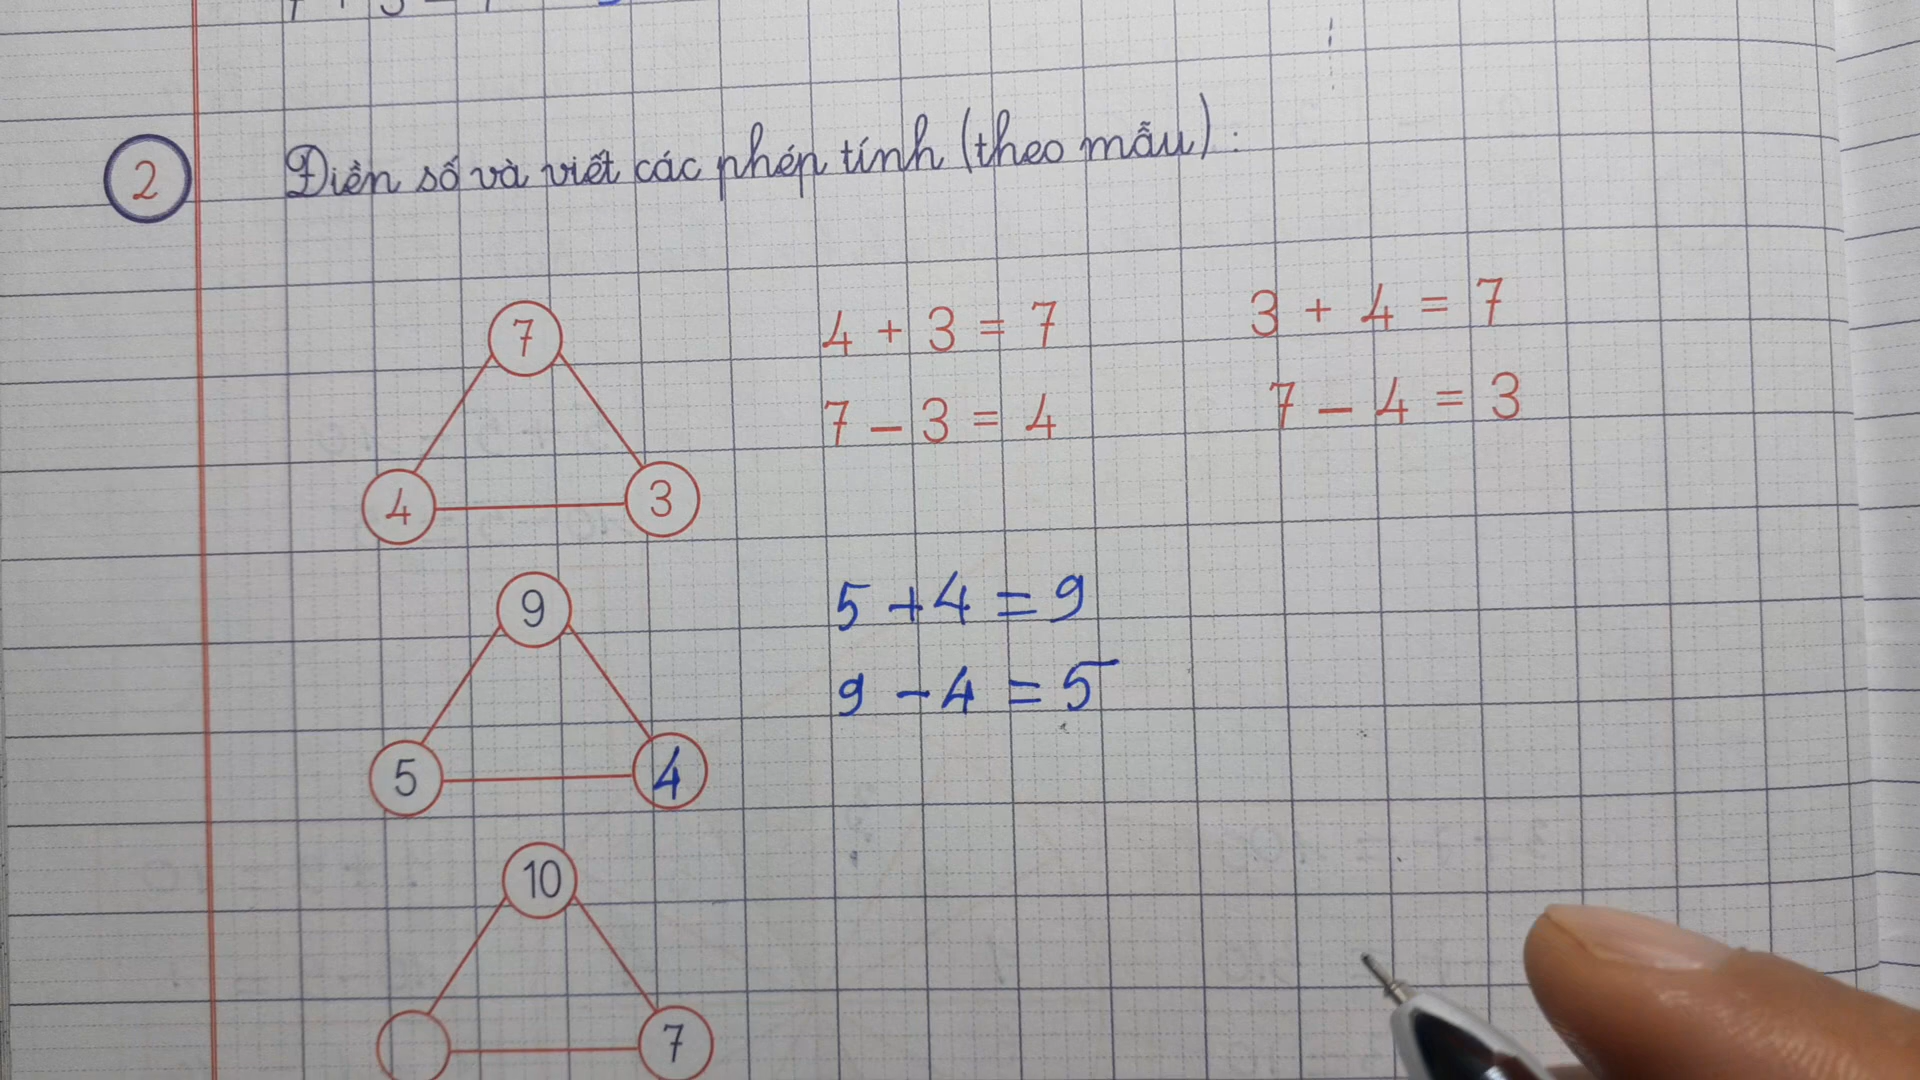 2 Điền số và viết các phép tính (theo mẫu) :
7
4 + 3 = 7 3 + 4 = 7
7 - 3 = 4 7 - 4 = 3
4 3
9
5 + 4 = 9
9 - 4 = 5
5 4
10
7